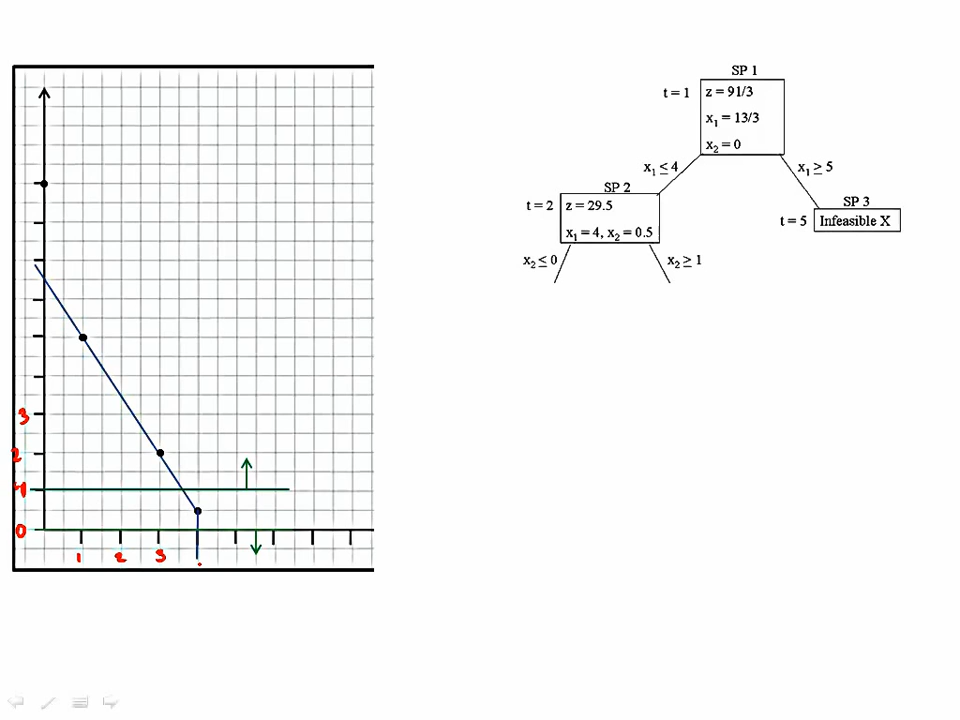 SP 1
t = 1
z = 91/3
x₁ = 13/3
x₂ = 0
x₁ ≤ 4
x₁ ≥ 5
SP 2
t = 2
z = 29.5
x₁ = 4, x₂ = 0.5
SP 3
t = 5
Infeasible X
x₂ ≤ 0
x₂ ≥ 1
3
2
0
1
2
3